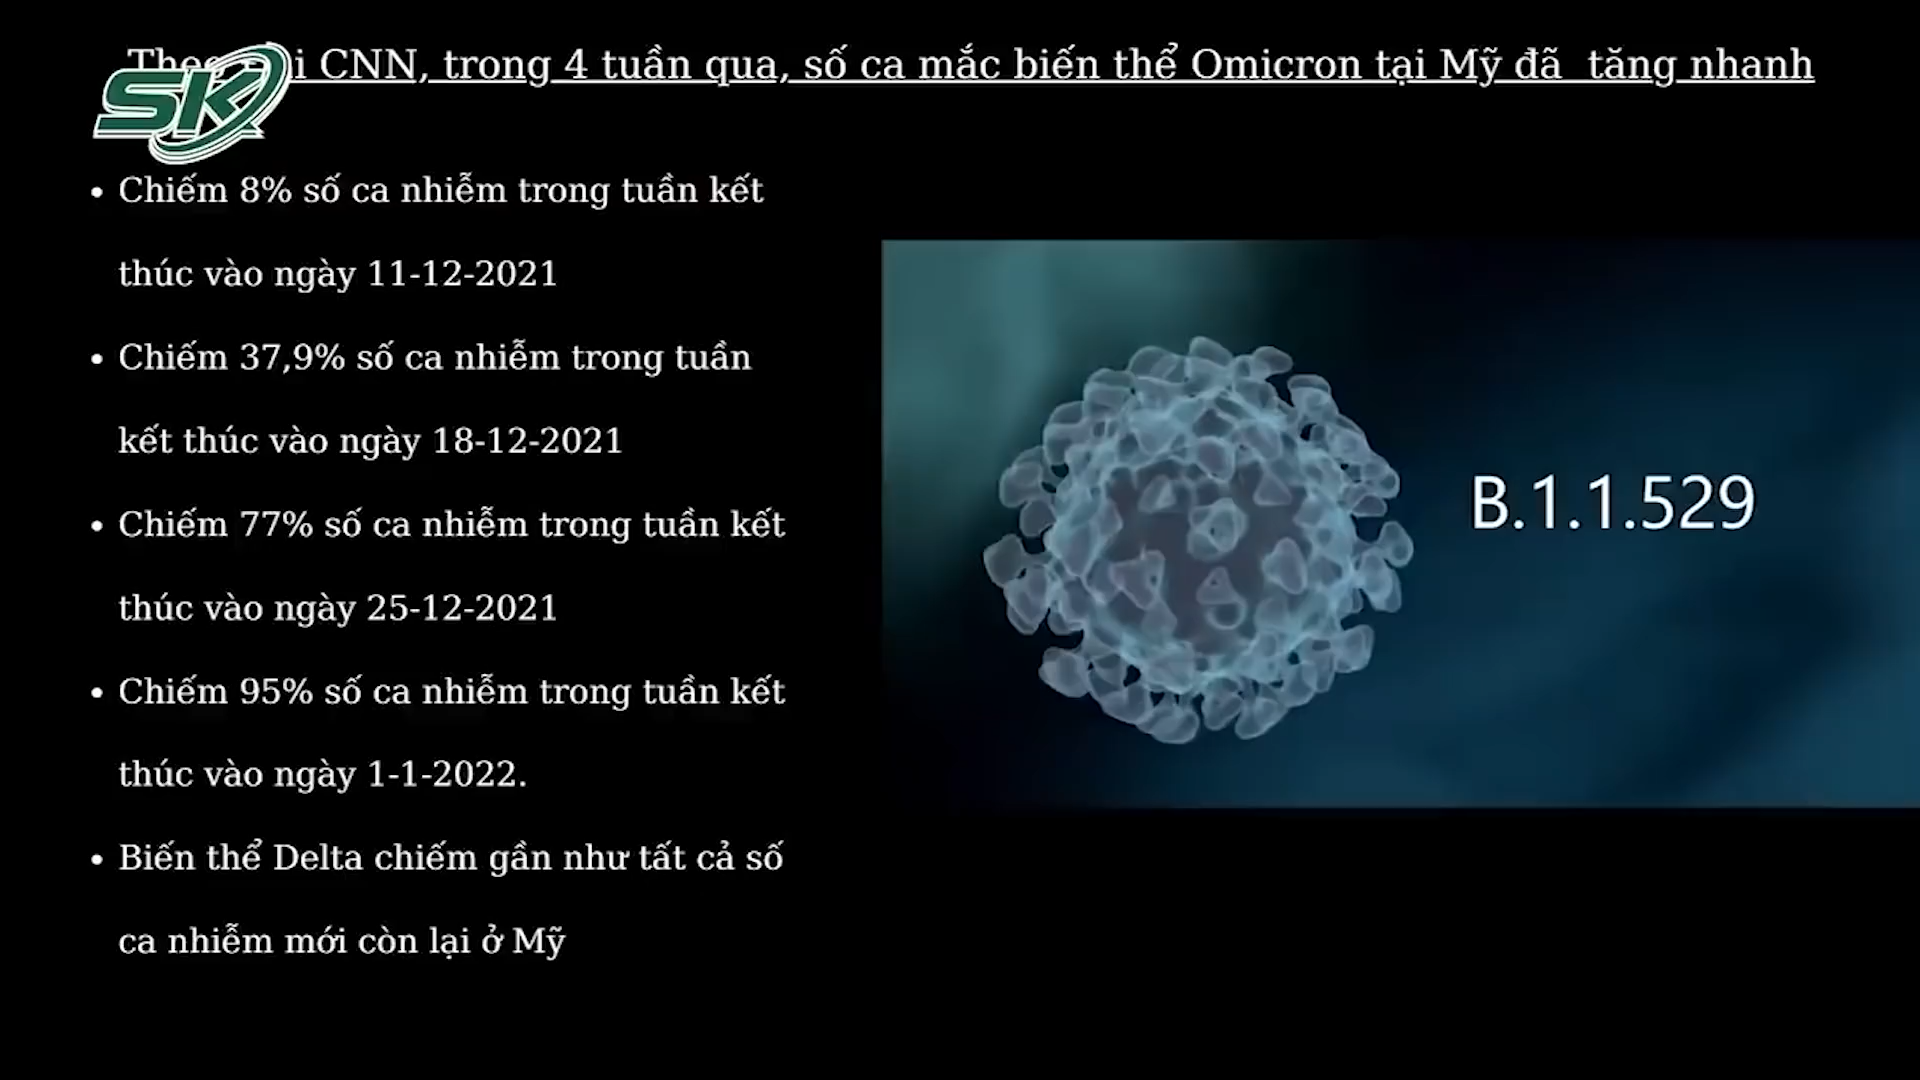 i CNN, trong 4 tuần qua, số ca mắc biến thể Omicron tại Mỹ đã tăng nhanh
SK
• Chiếm 8% số ca nhiễm trong tuần kết
thúc vào ngày 11-12-2021
• Chiếm 37,9% số ca nhiễm trong tuần
kết thúc vào ngày 18-12-2021
• Chiếm 77% số ca nhiễm trong tuần kết
thúc vào ngày 25-12-2021
• Chiếm 95% số ca nhiễm trong tuần kết
thúc vào ngày 1-1-2022.
• Biến thể Delta chiếm gần như tất cả số
ca nhiễm mới còn lại ở Mỹ
B.1.1.529